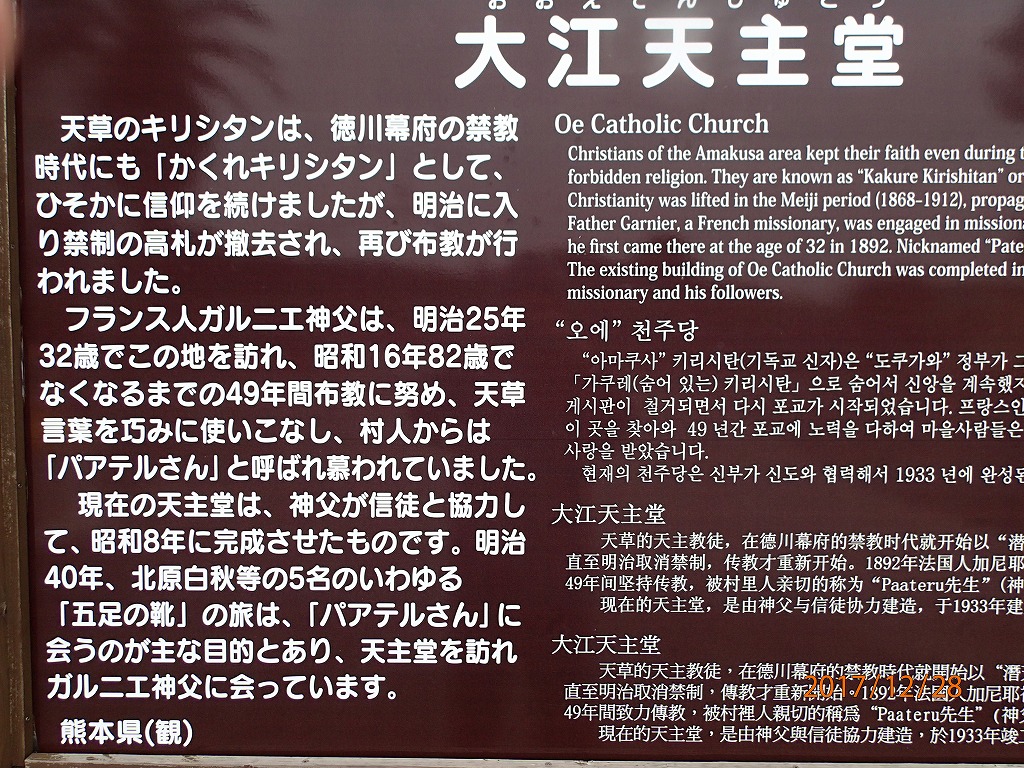 大江天主堂
天草のキリシタンは、徳川幕府の禁教
時代にも「かくれキリシタン」として、
ひそかに信仰を続けましたが、明治に入
り禁制の高札が撤去され、再び布教が行
われました。
フランス人ガルニエ神父は、明治25年
32歳でこの地を訪れ、昭和16年82歳で
なくなるまでの49年間布教に努め、天草
言葉を巧みに使いこなし、村人からは
「パアテルさん」と呼ばれ慕われていました。
現在の天主堂は、神父が信徒と協力し
て、昭和8年に完成させたものです。明治
40年、北原白秋等の5名のいわゆる
「五足の靴」の旅は、「パアテルさん」に
会うのが主な目的とあり、天主堂を訪れ
ガルニエ神父に会っています。
熊本県(観)
Oe Catholic Church
Christians of the Amakusa area kept their faith even during
forbidden religion. They are known as “Kakure Kirishitan” or
Christianity was lifted in the Meiji period (1868-1912), propag
Father Garnier, a French missionary, was engaged in missiona
he first came there at the age of 32 in 1892. Nicknamed “Pate
The existing building of Oe Catholic Church was completed in
missionary and his followers.
“오에” 천주당
“아마쿠사” 키리시탄(기독교 신자)은 “도쿠가와” 정부가
「가쿠레(숨어 있는) 키리시탄」으로 숨어서 신앙을 계속했지
게시판이 철거되면서 다시 포교가 시작되었습니다. 프랑스인
이 곳을 찾아와 49 년간 포교에 노력을 다하여 마을사람들은
사랑을 받았습니다.
현재의 천주당은 신부가 신도와 협력해서 1933 년에 완성된
大江天主堂
天草的天主教徒，在德川幕府的禁教时代就开始以“潜
直至明治取消禁制，传教才重新开始。1892年法国人加尼耶
49年间坚持传教，被村里人亲切的称为“Paateru先生”(神
现在的天主堂，是由神父与信徒协力建造，于1933年建
大江天主堂
天草的天主教徒，在德川幕府的禁教時代就開始以“潛
直至明治取消禁制，傳教才重新開始。1892年法国人加尼耶
49年間致力傳教，被村裡人親切的稱爲“Paateru先生”(神
現在的天主堂，是由神父與信徒協力建造，於1933年竣工
2017/12/28